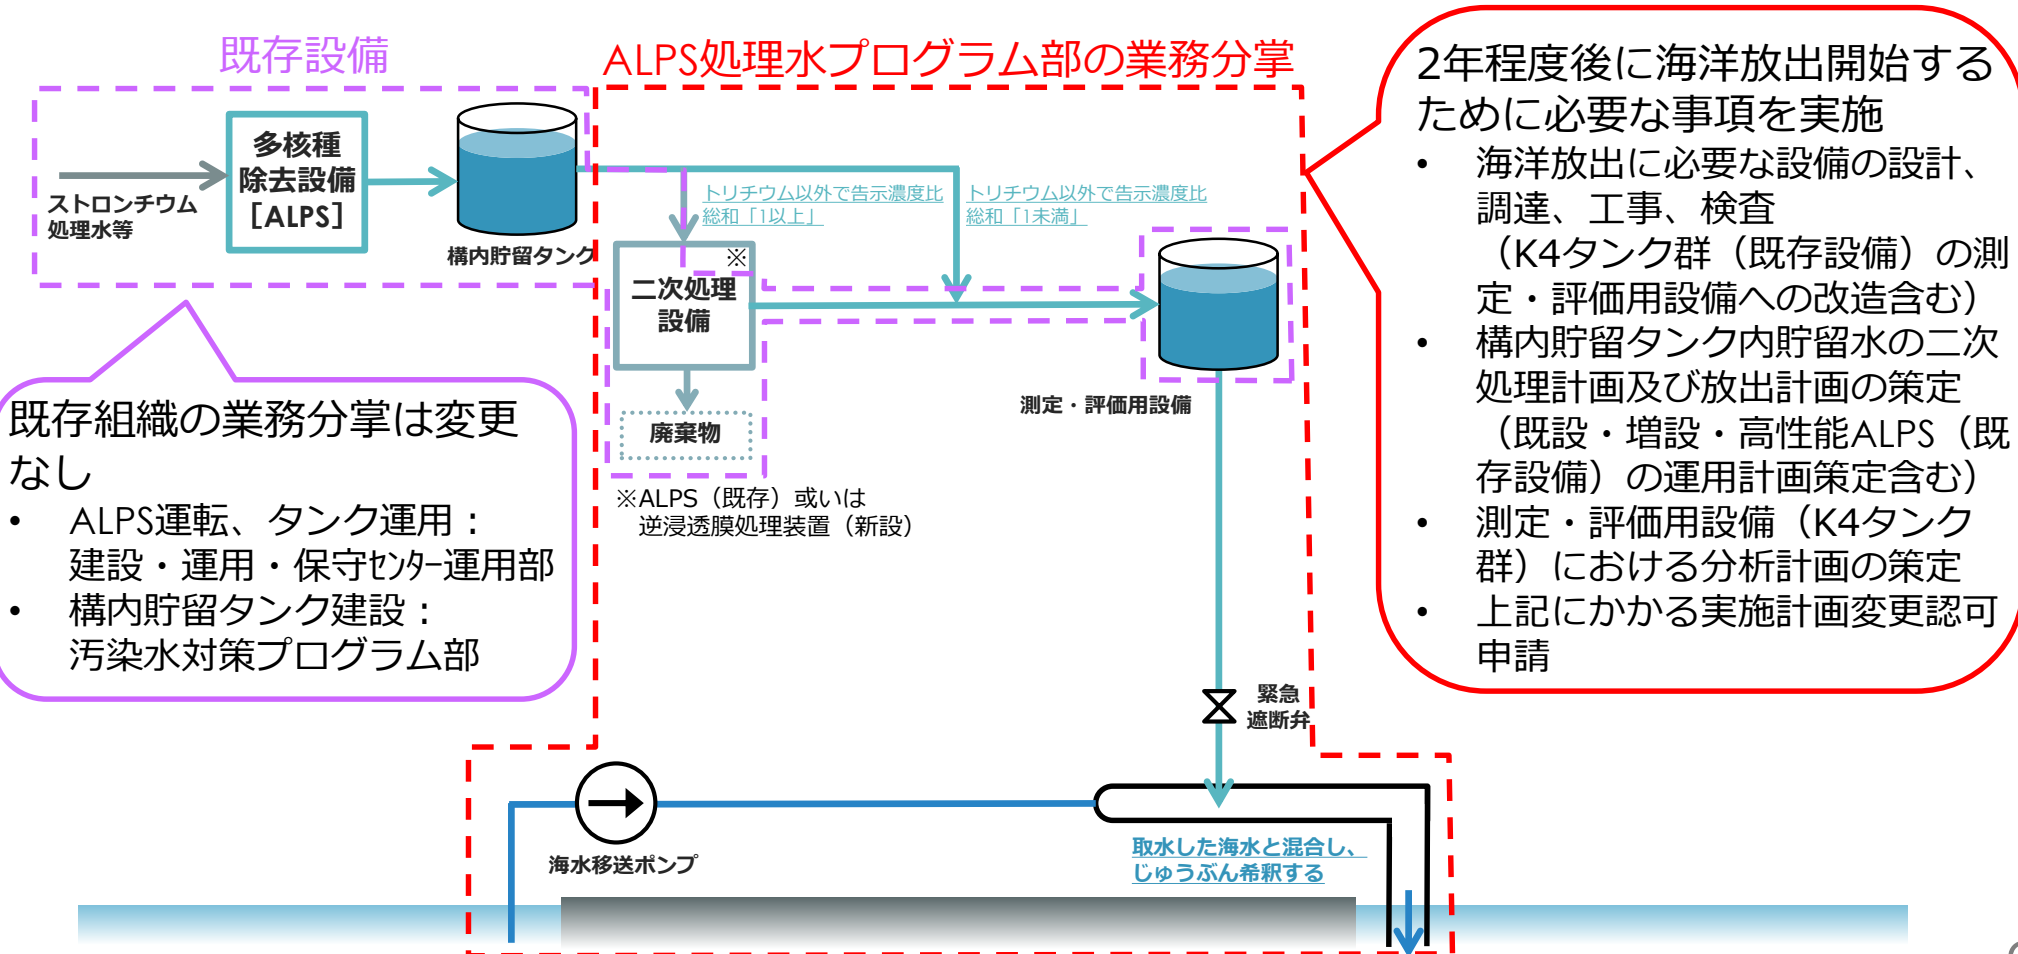 既存設備
ALPS処理水プログラム部の業務分掌
多核種
除去設備
[ALPS]
ストロンチウム
処理水等
構内貯留タンク
トリチウム以外で告示濃度比
総和「1以上」
トリチウム以外で告示濃度比
総和「1未満」
※
二次処理
設備
廃棄物
※ALPS（既存）或いは
逆浸透膜処理装置（新設）
測定・評価用設備
緊急
遮断弁
海水移送ポンプ
取水した海水と混合し、
じゅうぶん希釈する
既存組織の業務分掌は変更
なし
• ALPS運転、タンク運用：
建設・運用・保守ｾﾝﾀｰ運用部
• 構内貯留タンク建設：
汚染水対策プログラム部
2年程度後に海洋放出開始する
ために必要な事項を実施
• 海洋放出に必要な設備の設計、
調達、工事、検査
（K4タンク群（既存設備）の測
定・評価用設備への改造含む）
• 構内貯留タンク内貯留水の二次
処理計画及び放出計画の策定
（既設・増設・高性能ALPS（既
存設備）の運用計画策定含む）
• 測定・評価用設備（K4タンク
群）における分析計画の策定
• 上記にかかる実施計画変更認可
申請